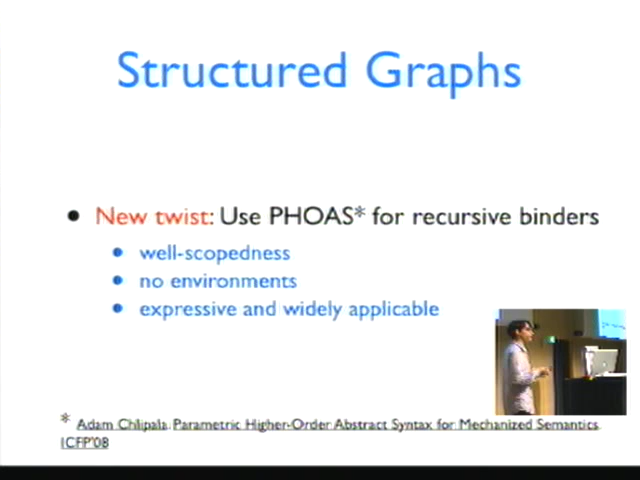 Structured Graphs
• New twist: Use PHOAS* for recursive binders
• well-scopedness
• no environments
• expressive and widely applicable
* Adam Chlipala. Parametric Higher-Order Abstract Syntax for Mechanized Semantics.
ICFP'08